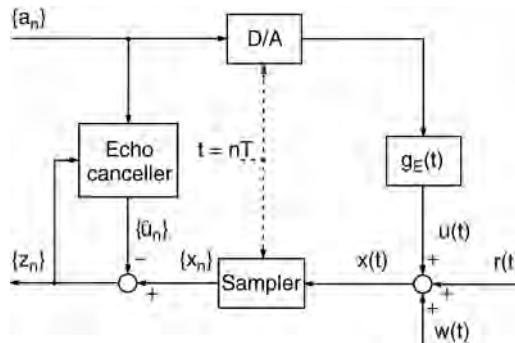 {a_n}
D/A
Echo
canceller
t = nT
g_E(t)
{û_n}
u(t)
{z_n}
−
{x_n}
x(t)
+
r(t
+
Sampler
+
+
w(t)